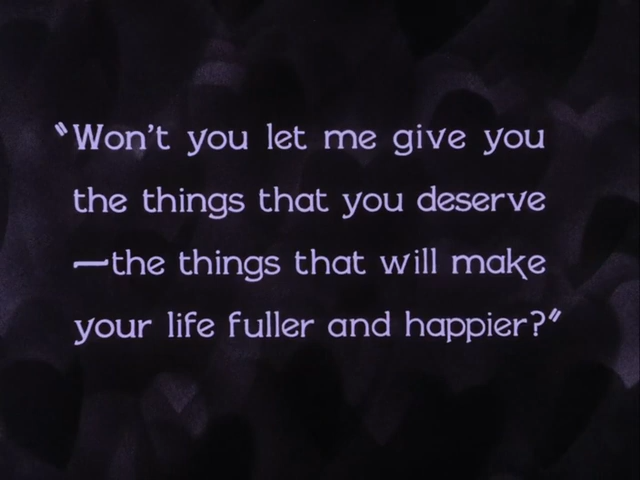 "Won't you let me give you
the things that you deserve
—the things that will make
your life fuller and happier?"